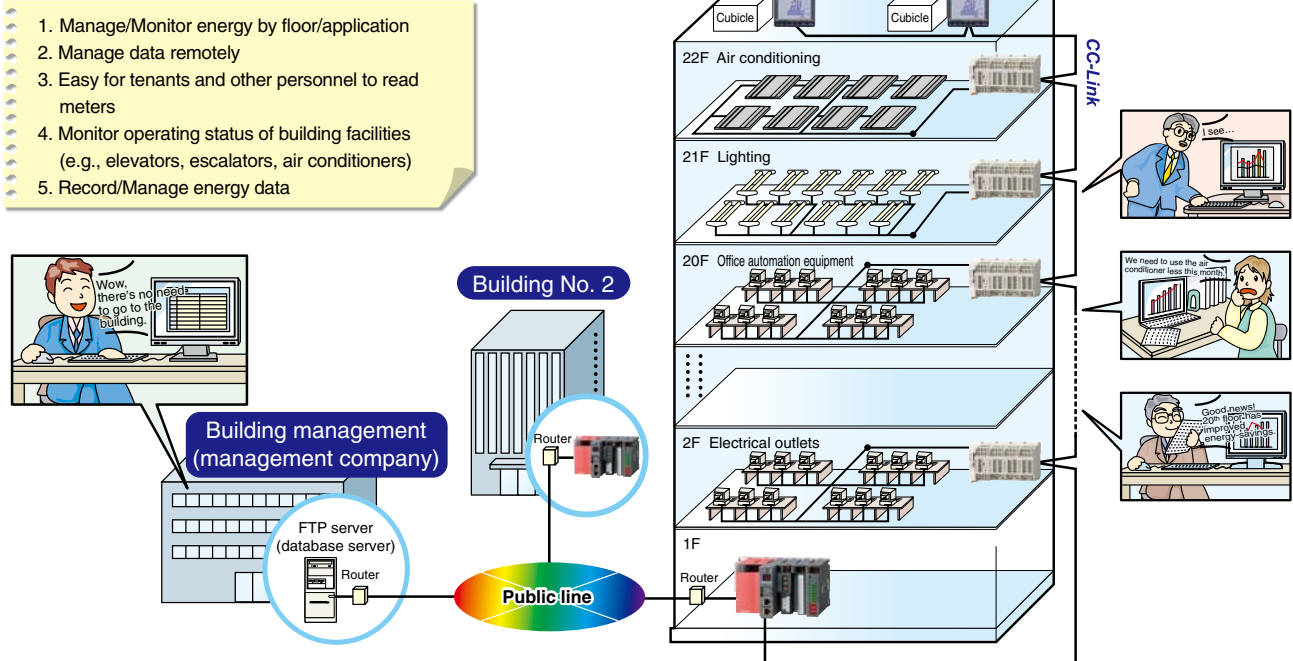 1. Manage/Monitor energy by floor/application
2. Manage data remotely
3. Easy for tenants and other personnel to read
meters
4. Monitor operating status of building facilities
(e.g., elevators, escalators, air conditioners)
5. Record/Manage energy data
Cubicle
Cubicle
CC-Link
22F Air conditioning
I see...
21F Lighting
20F Office automation equipment
We need to use the air
conditioner less this month.
Wow,
there's no need
to go to the
building.
Building No. 2
Router
Building management
(management company)
Good news!
20th floor has
improved
energy-savings.
2F Electrical outlets
FTP server
(database server)
Router
Public line
1F
Router